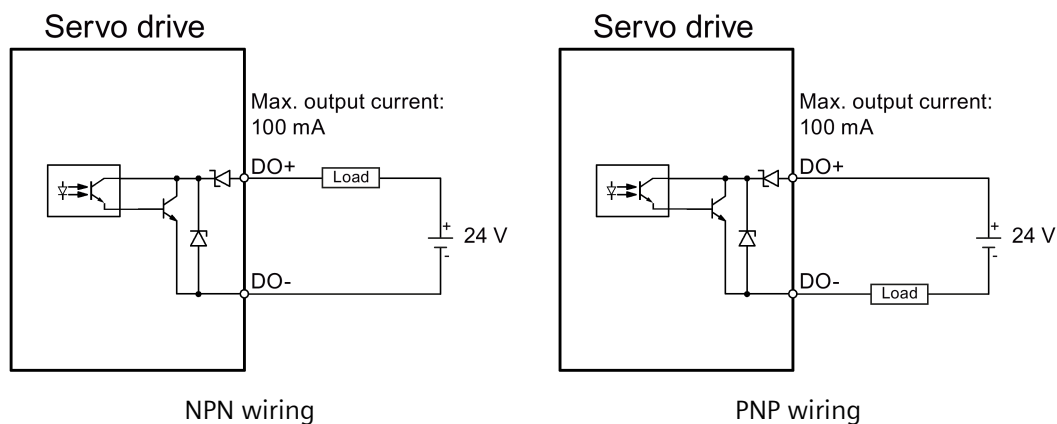 Servo drive
Max. output current:
100 mA
DO+
Load
+
24 V
-
DO-
NPN wiring
Servo drive
Max. output current:
100 mA
DO+
+
24 V
-
DO-
Load
PNP wiring